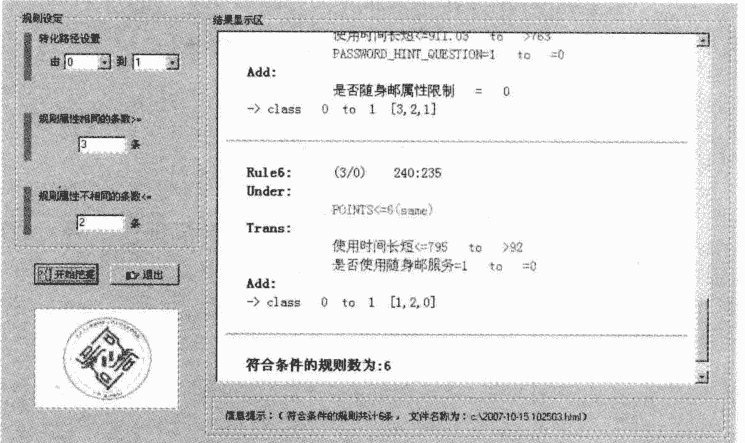 规则设定
转化路径设置
由 0 到 1
规则属性相同的条数>=
3 条
规则属性不相同的条数<=
2 条
开始挖掘 退出
结果显示区
使用时间长短<=911.03 to >763
PASSWORD_HINT_QUESTION=1 to =0
Add:
是否随身邮属性限制 = 0
-> class 0 to 1 [3,2,1]
Rule6: (3/0) 240:235
Under:
POINTS<=6(same)
Trans:
使用时间长短<=795 to >92
是否使用随身邮服务=1 to =0
Add:
-> class 0 to 1 [1,2,0]
符合条件的规则数为:6
信息提示:( 符合条件的规则共计6条, 文件名称为:c:\2007-10-15 102503.html)